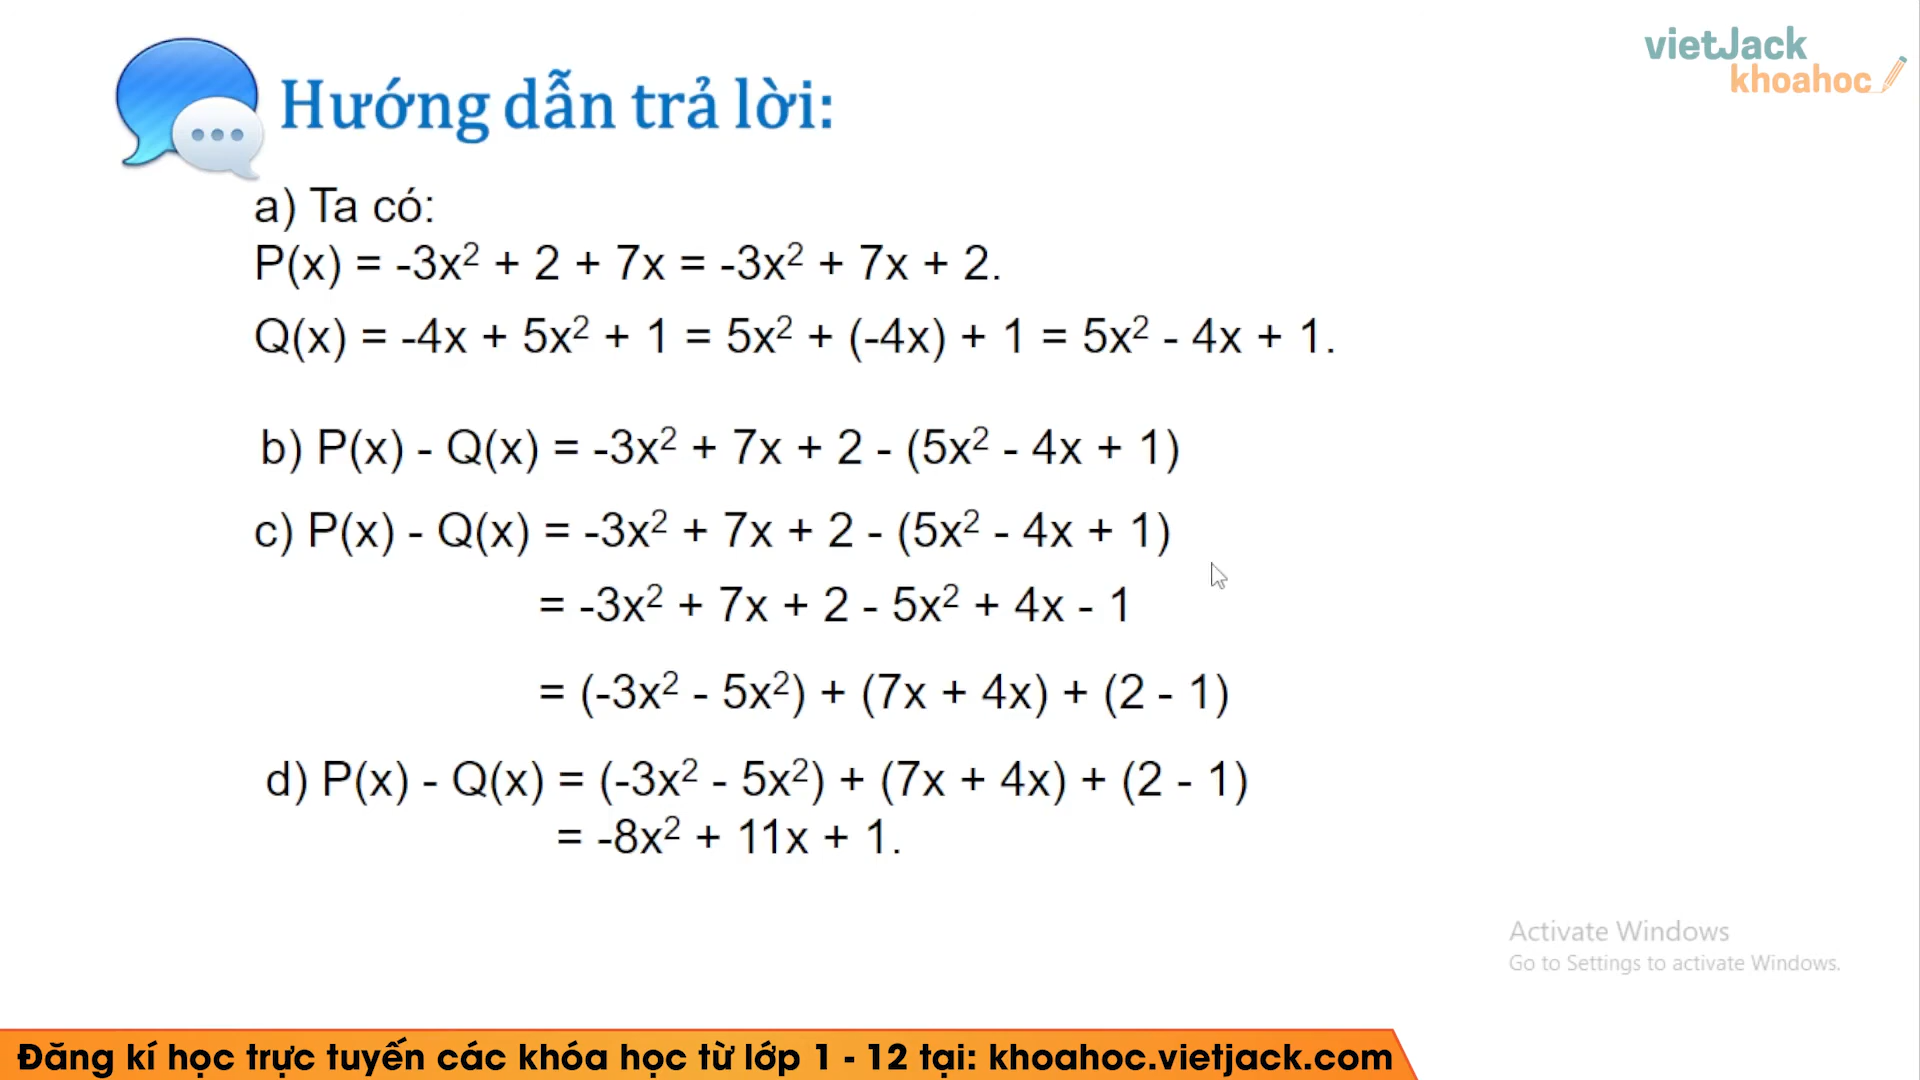 vietJack
khoahoc
Hướng dẫn trả lời:
a) Ta có:
P(x) = -3x² + 2 + 7x = -3x² + 7x + 2.
Q(x) = -4x + 5x² + 1 = 5x² + (-4x) + 1 = 5x² - 4x + 1.
b) P(x) - Q(x) = -3x² + 7x + 2 - (5x² - 4x + 1)
c) P(x) - Q(x) = -3x² + 7x + 2 - (5x² - 4x + 1)
= -3x² + 7x + 2 - 5x² + 4x - 1
= (-3x² - 5x²) + (7x + 4x) + (2 - 1)
d) P(x) - Q(x) = (-3x² - 5x²) + (7x + 4x) + (2 - 1)
= -8x² + 11x + 1.
Activate Windows
Go to Settings to activate Windows.
Đăng kí học trực tuyến các khóa học từ lớp 1 - 12 tại: khoahoc.vietjack.com